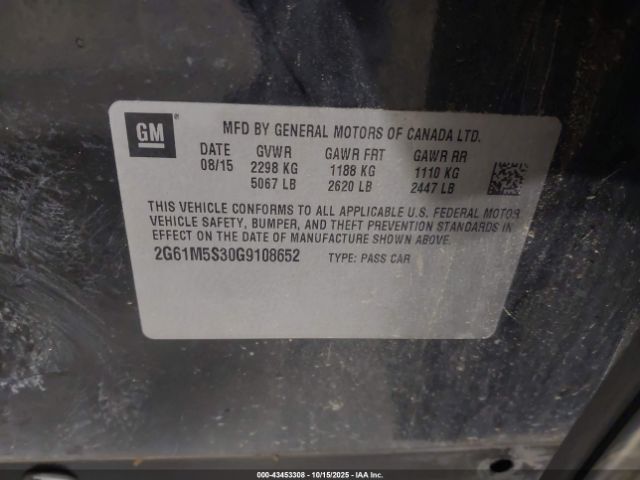 GM
MFD BY GENERAL MOTORS OF CANADA LTD.
DATE GVWR GAWR FRT GAWR RR
08/15 2298 KG 1188 KG 1110 KG
5067 LB 2620 LB 2447 LB
THIS VEHICLE CONFORMS TO ALL APPLICABLE U.S. FEDERAL MOTOR
VEHICLE SAFETY, BUMPER, AND THEFT PREVENTION STANDARDS IN
EFFECT ON THE DATE OF MANUFACTURE SHOWN ABOVE.
2G61M5S30G9108652 TYPE: PASS CAR
000-43453308 - 10/15/2025 - IAAI.COM